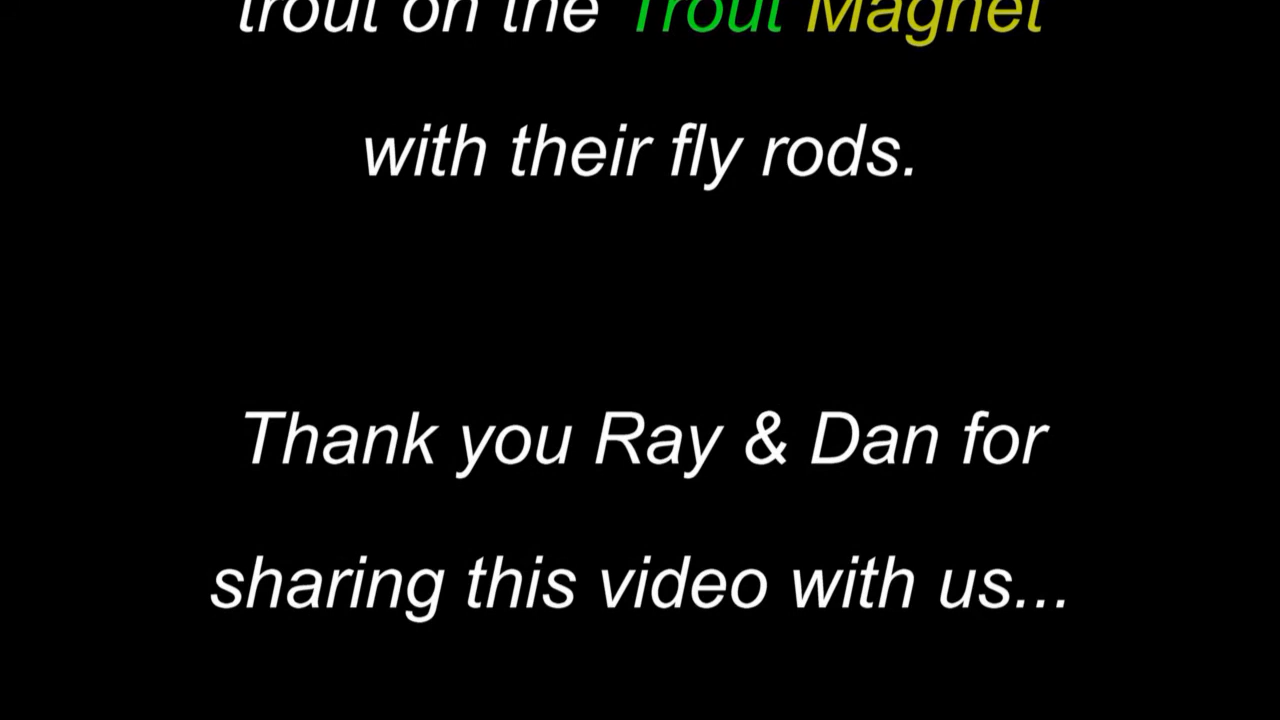 trout on the Trout Magnet
with their fly rods.
Thank you Ray & Dan for
sharing this video with us...